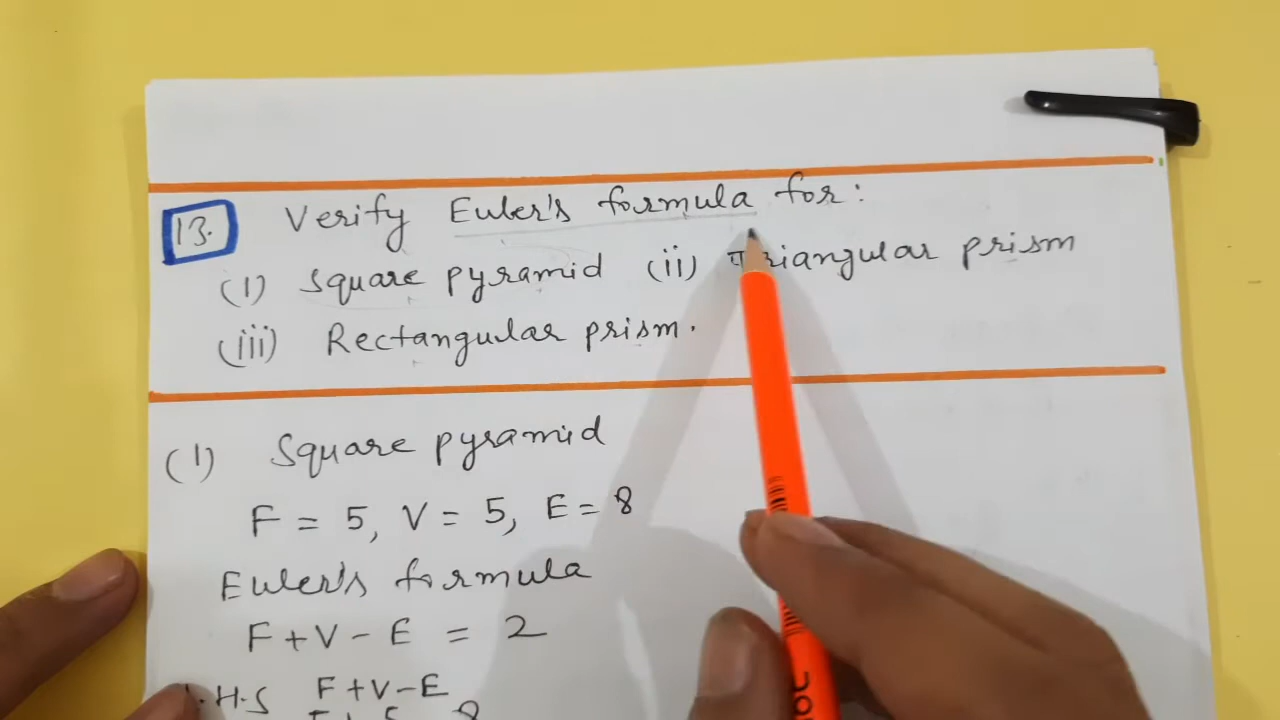 13. Verify Euler's formula for:
(i) Square pyramid (ii) Triangular prism
(iii) Rectangular prism.
(i) Square pyramid
F = 5, V = 5, E = 8
Euler's formula
F + V - E = 2
L.H.S F + V - E